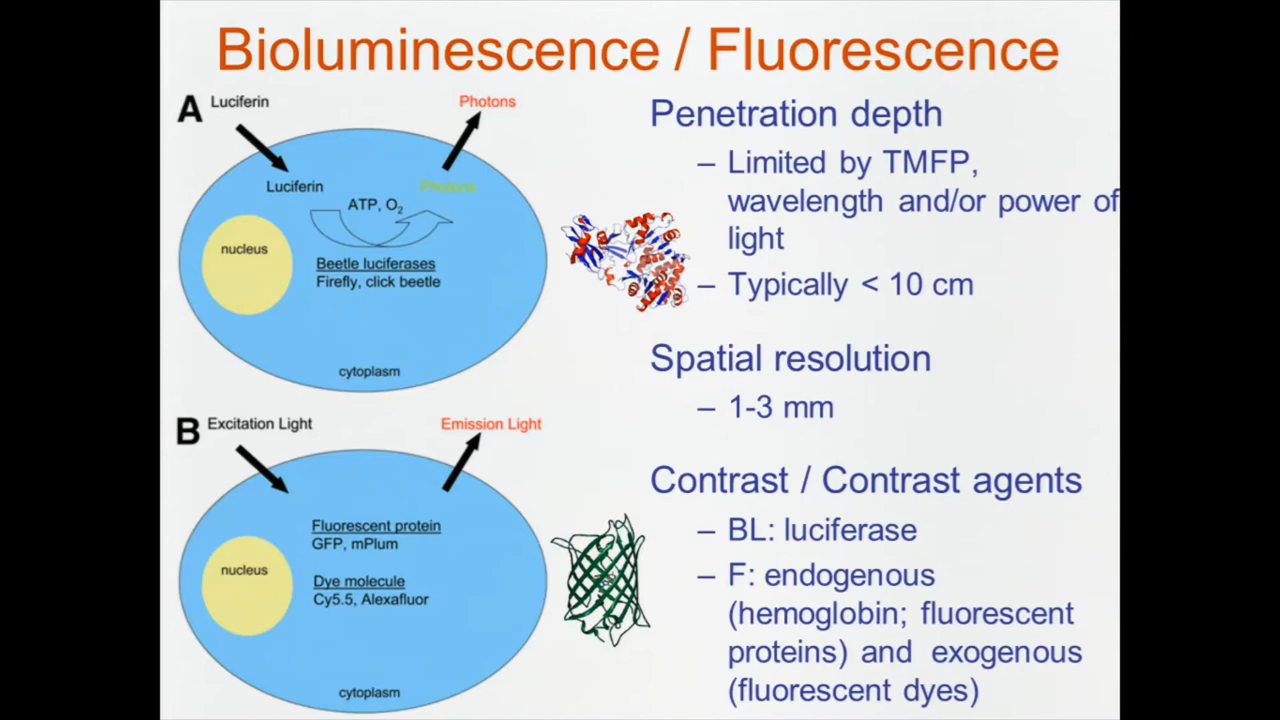 Bioluminescence / Fluorescence
A
Luciferin
Photons
Luciferin
Photons
ATP, O2
nucleus
Beetle luciferases
Firefly, click beetle
cytoplasm
B
Excitation Light
Emission Light
Fluorescent protein
GFP, mPlum
nucleus
Dye molecule
Cy5.5, Alexafluor
cytoplasm
Penetration depth
– Limited by TMFP,
wavelength and/or power of
light
– Typically < 10 cm
Spatial resolution
– 1-3 mm
Contrast / Contrast agents
– BL: luciferase
– F: endogenous
(hemoglobin; fluorescent
proteins) and exogenous
(fluorescent dyes)